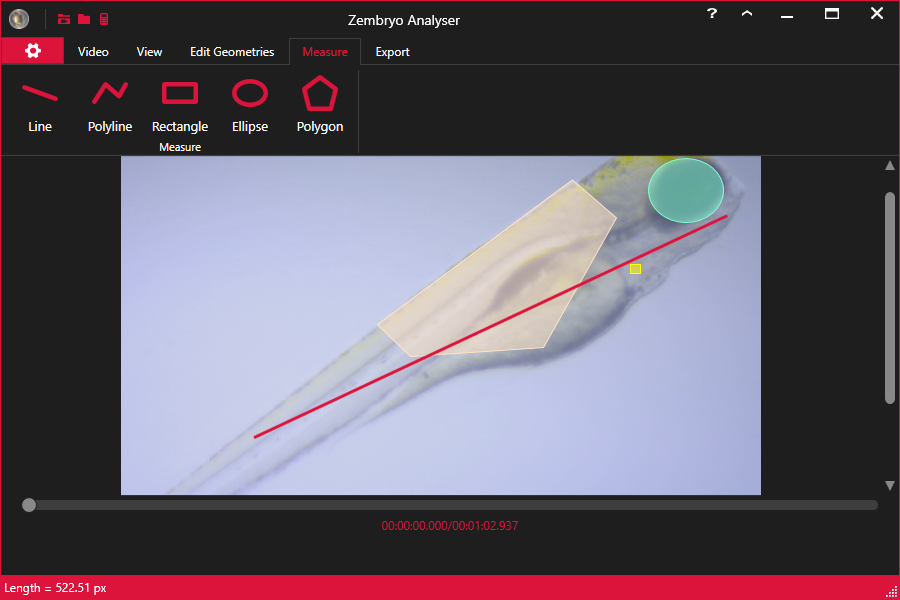 Zembryo Analyser
?
Video View Edit Geometries Measure Export
Line Polyline Rectangle Ellipse Polygon
Measure
00:00:00.000/00:01:02.937
Length = 522.51 px